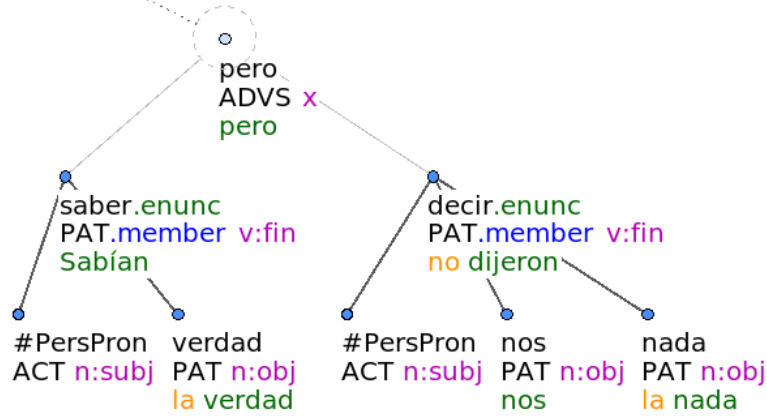 pero
ADVS x
pero
saber.enunc
PAT.member v:fin
Sabían
decir.enunc
PAT.member v:fin
no dijeron
#PersPron
ACT n:subj
verdad
PAT n:obj
la verdad
#PersPron
ACT n:subj
nos
PAT n:obj
nos
nada
PAT n:obj
la nada